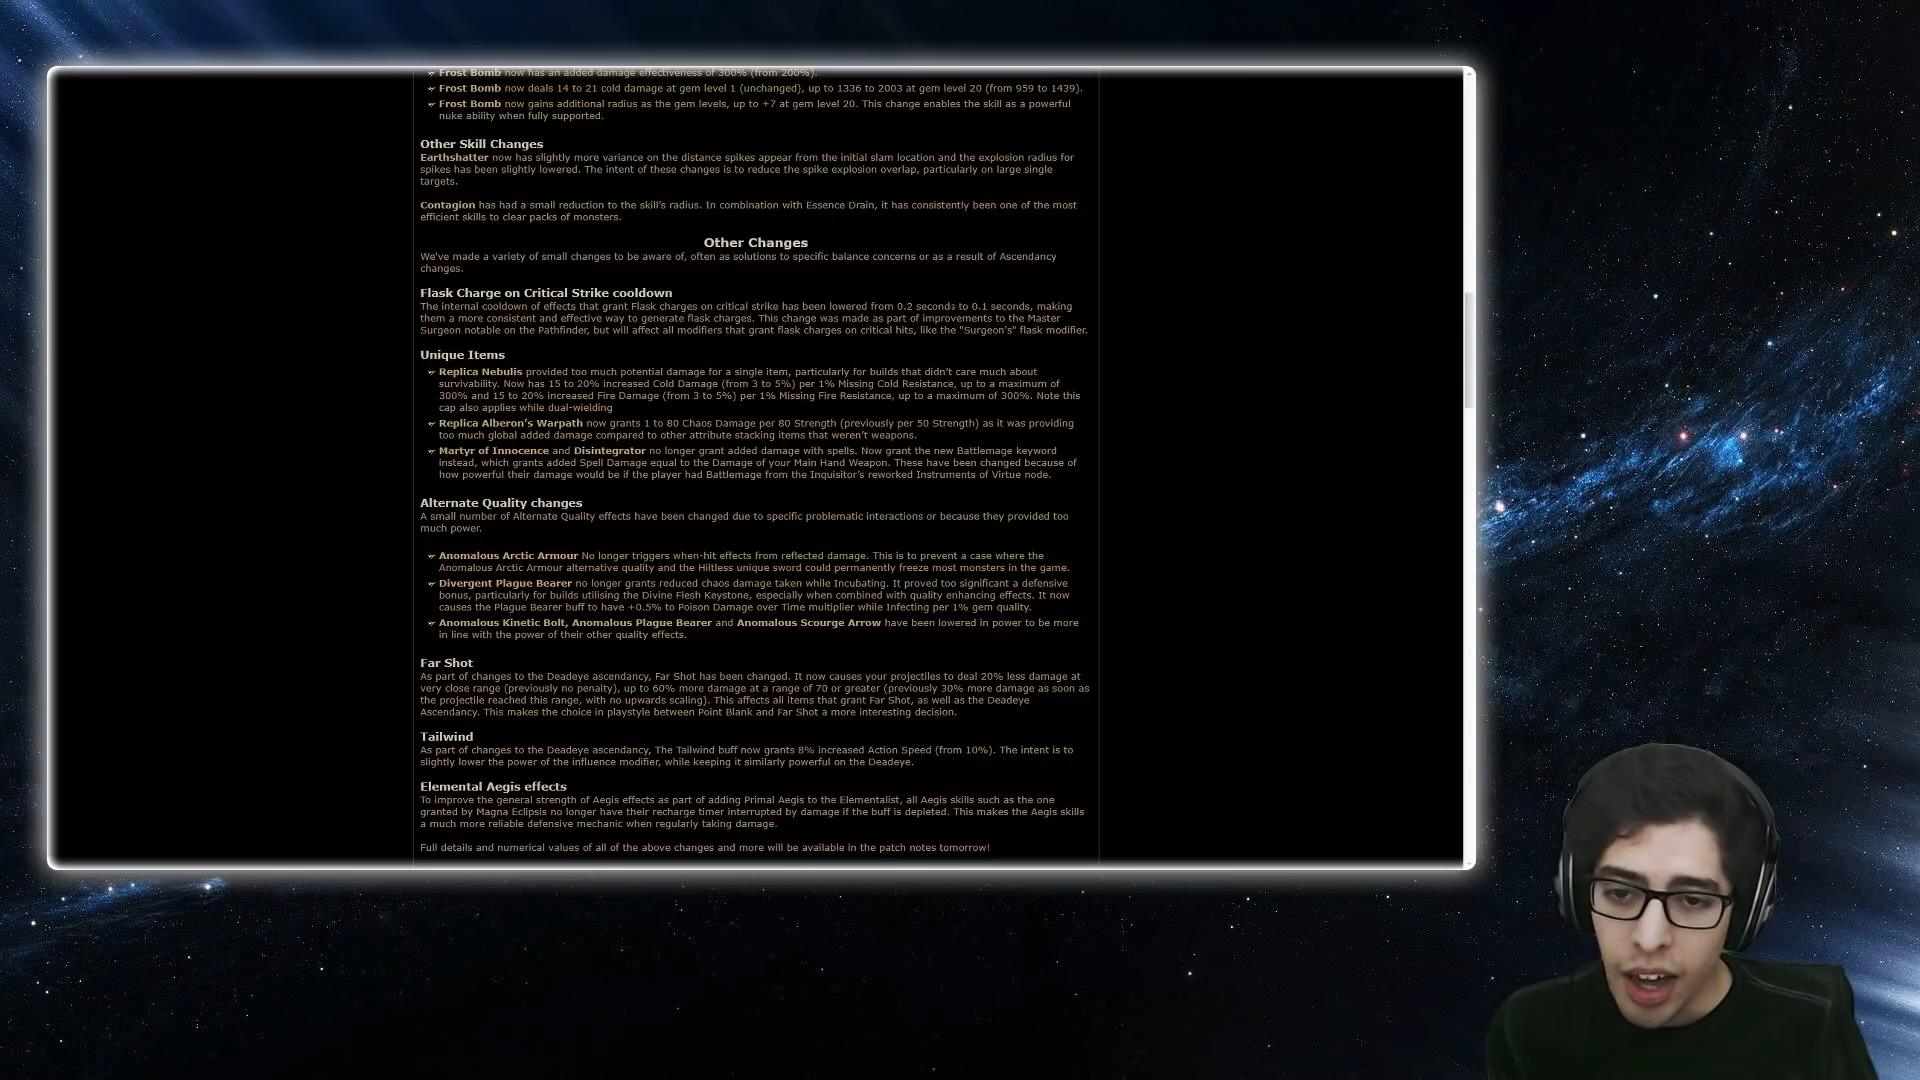 Frost Bomb now has an added damage effectiveness of 300% (from 200%).
Frost Bomb now deals 14 to 21 cold damage at gem level 1 (unchanged), up to 1336 to 2003 at gem level 20 (from 959 to 1439).
Frost Bomb now gains additional radius as the gem levels, up to +7 at gem level 20. This change enables the skill as a powerful
nuke ability when fully supported.
Other Skill Changes
Earthshatter now has slightly more variance on the distance spikes appear from the initial slam location and the explosion radius for
spikes has been slightly lowered. The intent of these changes is to reduce the spike explosion overlap, particularly on large single
targets.
Contagion has had a small reduction to the skill's radius. In combination with Essence Drain, it has consistently been one of the most
efficient skills to clear packs of monsters.
Other Changes
We've made a variety of small changes to be aware of, often as solutions to specific balance concerns or as a result of Ascendancy
changes.
Flask Charge on Critical Strike cooldown
The internal cooldown of effects that grant Flask charges on critical strike has been lowered from 0.2 seconds to 0.1 seconds, making
them a more consistent and effective way to generate flask charges. This change was made as part of improvements to the Master
Surgeon notable on the Pathfinder, but will affect all modifiers that grant flask charges on critical hits, like the "Surgeon's" flask modifier.
Unique Items
Replica Nebulis provided too much potential damage for a single item, particularly for builds that didn't care much about
survivability. Now has 15 to 20% increased Cold Damage (from 3 to 5%) per 1% Missing Cold Resistance, up to a maximum of
300% and 15 to 20% increased Fire Damage (from 3 to 5%) per 1% Missing Fire Resistance, up to a maximum of 300%. Note this
cap also applies while dual-wielding
Replica Alberon's Warpath now grants 1 to 80 Chaos Damage per 80 Strength (previously per 50 Strength) as it was providing
too much global added damage compared to other attribute stacking items that weren't weapons.
Martyr of Innocence and Disintegrator no longer grant added damage with spells. Now grant the new Battlemage keyword
instead, which grants added Spell Damage equal to the Damage of your Main Hand Weapon. These have been changed because of
how powerful their damage would be if the player had Battlemage from the Inquisitor's reworked Instruments of Virtue node.
Alternate Quality changes
A small number of Alternate Quality effects have been changed due to specific problematic interactions or because they provided too
much power.
Anomalous Arctic Armour No longer triggers when-hit effects from reflected damage. This is to prevent a case where the
Anomalous Arctic Armour alternative quality and the Hiltless unique sword could permanently freeze most monsters in the game.
Divergent Plague Bearer no longer grants reduced chaos damage taken while Incubating. It proved too significant a defensive
bonus, particularly for builds utilising the Divine Flesh Keystone, especially when combined with quality enhancing effects. It now
causes the Plague Bearer buff to have +0.5% to Poison Damage over Time multiplier while Infecting per 1% gem quality.
Anomalous Kinetic Bolt, Anomalous Plague Bearer and Anomalous Scourge Arrow have been lowered in power to be more
in line with the power of their other quality effects.
Far Shot
As part of changes to the Deadeye ascendancy, Far Shot has been changed. It now causes your projectiles to deal 20% less damage at
very close range (previously no penalty), up to 60% more damage at a range of 70 or greater (previously 30% more damage as soon as
the projectile reached this range, with no upwards scaling). This affects all items that grant Far Shot, as well as the Deadeye
Ascendancy. This makes the choice in playstyle between Point Blank and Far Shot a more interesting decision.
Tailwind
As part of changes to the Deadeye ascendancy, The Tailwind buff now grants 8% increased Action Speed (from 10%). The intent is to
slightly lower the power of the influence modifier, while keeping it similarly powerful on the Deadeye.
Elemental Aegis effects
To improve the general strength of Aegis effects as part of adding Primal Aegis to the Elementalist, all Aegis skills such as the one
granted by Magna Eclipsis no longer have their recharge timer interrupted by damage if the buff is depleted. This makes the Aegis skills
a much more reliable defensive mechanic when regularly taking damage.
Full details and numerical values of all of the above changes and more will be available in the patch notes tomorrow!